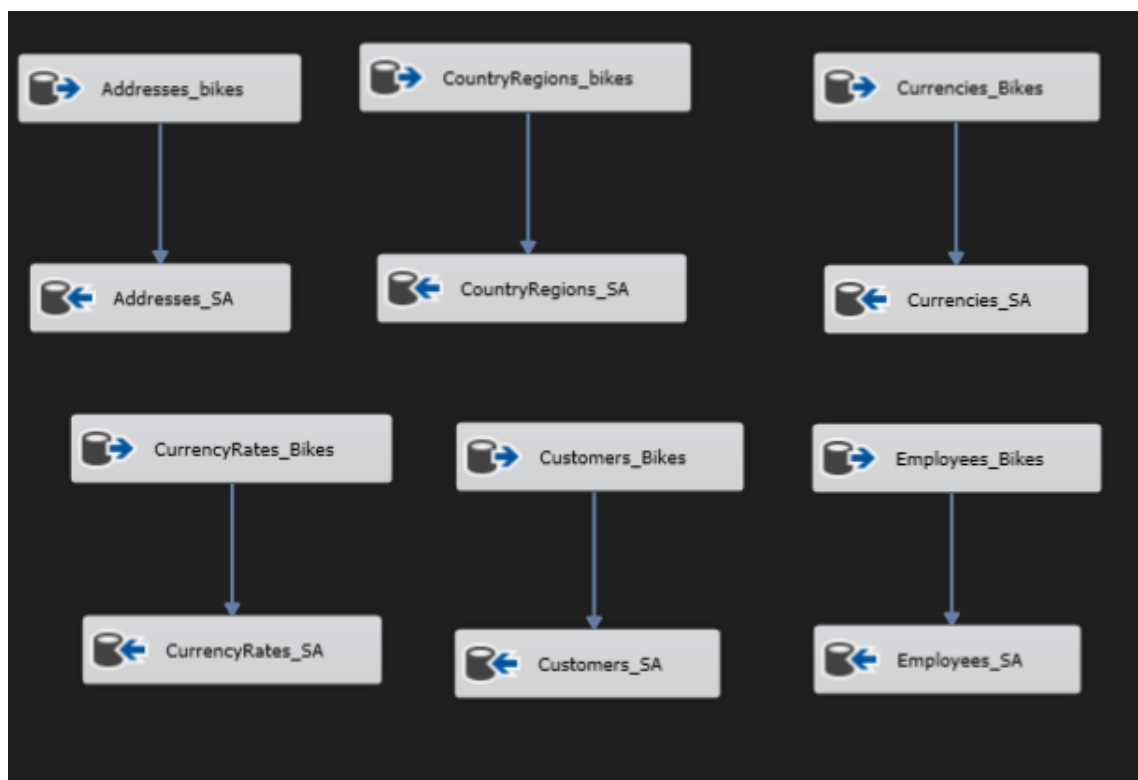 Addresses_bikes
CountryRegions_bikes
Currencies_Bikes
Addresses_SA
CountryRegions_SA
Currencies_SA
CurrencyRates_Bikes
Customers_Bikes
Employees_Bikes
CurrencyRates_SA
Customers_SA
Employees_SA